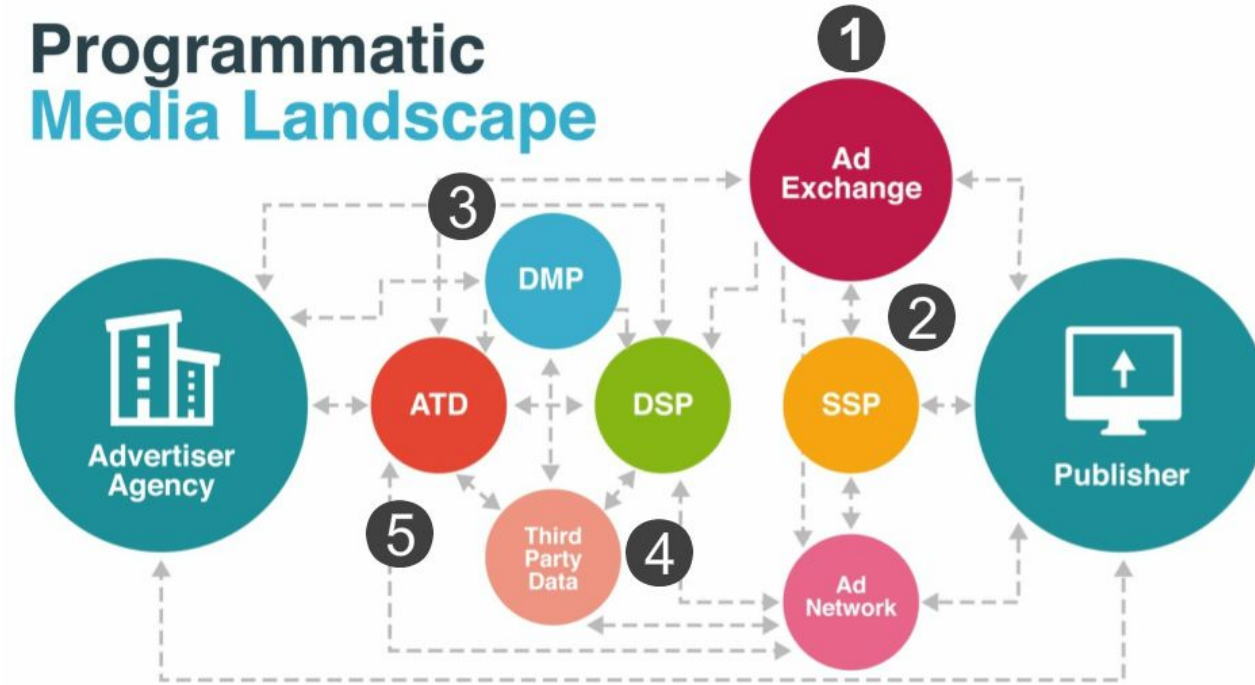 Programmatic
Media Landscape
1
Ad
Exchange
3
DMP
2
Advertiser
Agency
ATD
DSP
SSP
Publisher
5
Third
Party
Data
4
Ad
Network